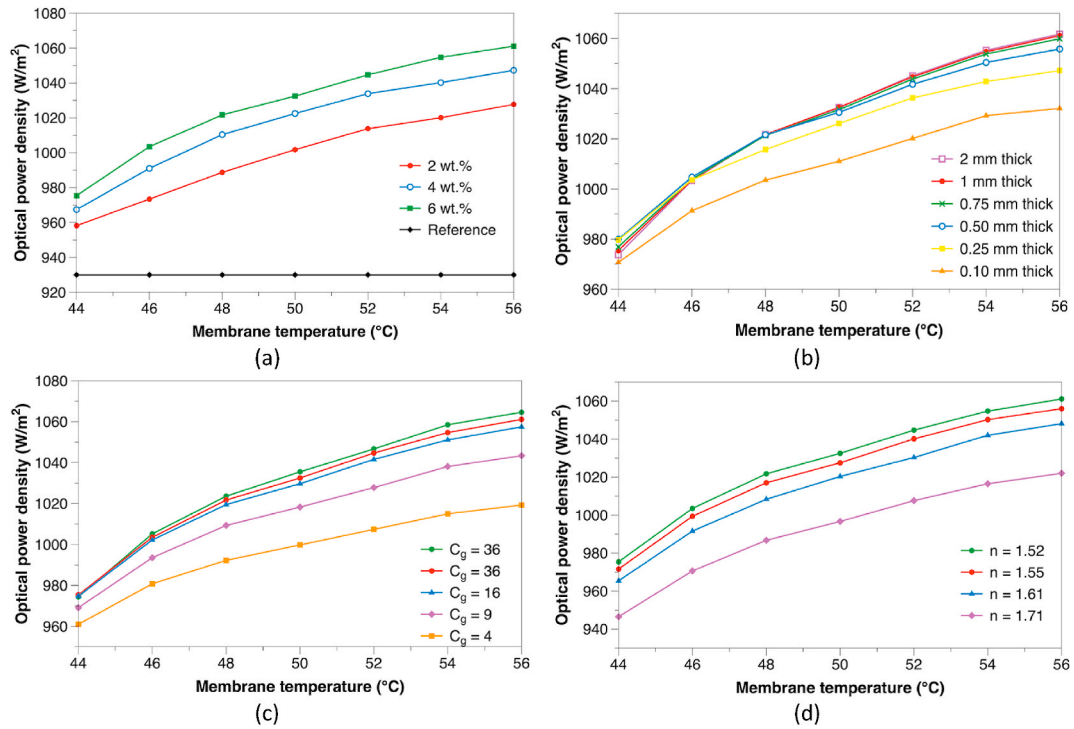 1080
1060
1040
1020
1000
980
960
940
920
Optical power density (W/m²)
2 wt.%
4 wt.%
6 wt.%
Reference
44 46 48 50 52 54 56
Membrane temperature (°C)
(a)
1060
1040
1020
1000
980
960
Optical power density (W/m²)
2 mm thick
1 mm thick
0.75 mm thick
0.50 mm thick
0.25 mm thick
0.10 mm thick
44 46 48 50 52 54 56
Membrane temperature (°C)
(b)
1080
1060
1040
1020
1000
980
960
Optical power density (W/m²)
C_g = 36
C_g = 36
C_g = 16
C_g = 9
C_g = 4
44 46 48 50 52 54 56
Membrane temperature (°C)
(c)
1060
1040
1020
1000
980
960
940
Optical power density (W/m²)
n = 1.52
n = 1.55
n = 1.61
n = 1.71
44 46 48 50 52 54 56
Membrane temperature (°C)
(d)